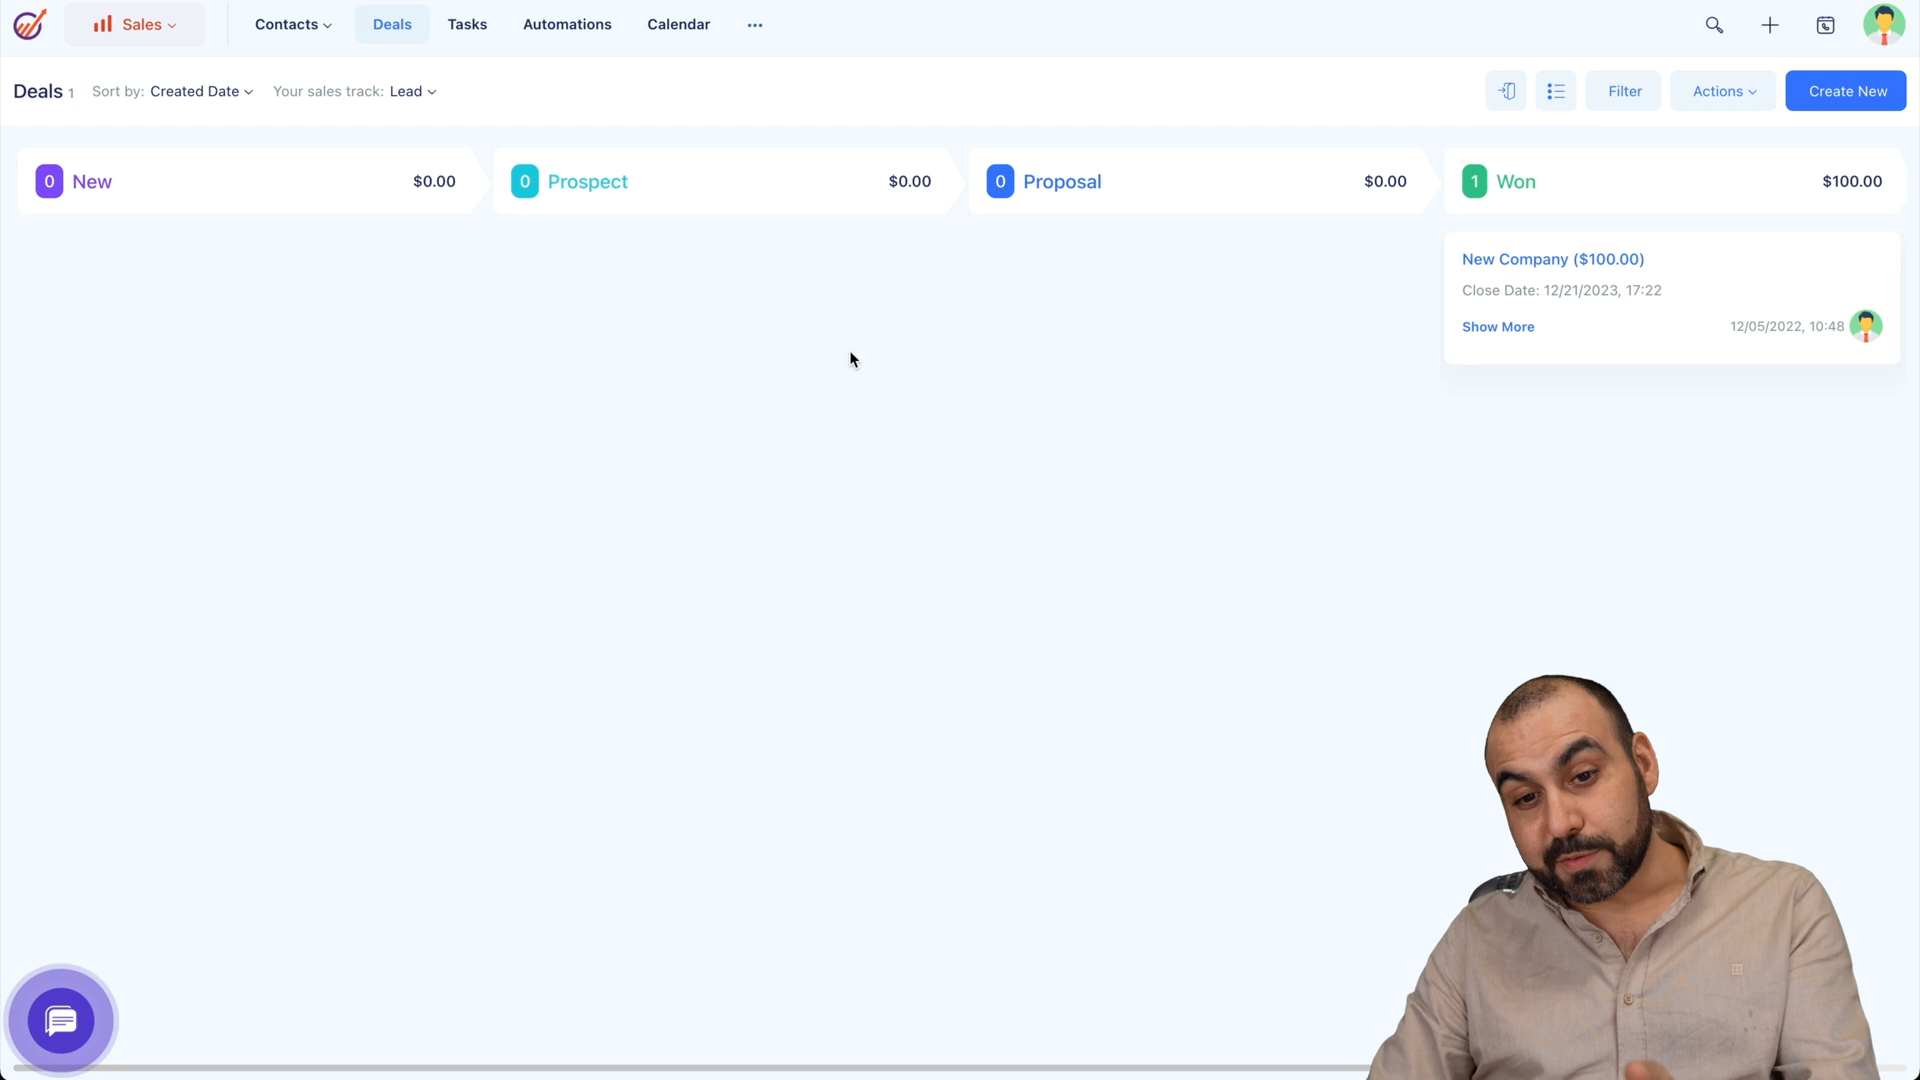 Sales Contacts Deals Tasks Automations Calendar
Deals 1 Sort by: Created Date Your sales track: Lead Filter Actions Create New
0 New $0.00 0 Prospect $0.00 0 Proposal $0.00 1 Won $100.00
New Company ($100.00)
Close Date: 12/21/2023, 17:22
Show More 12/05/2022, 10:48